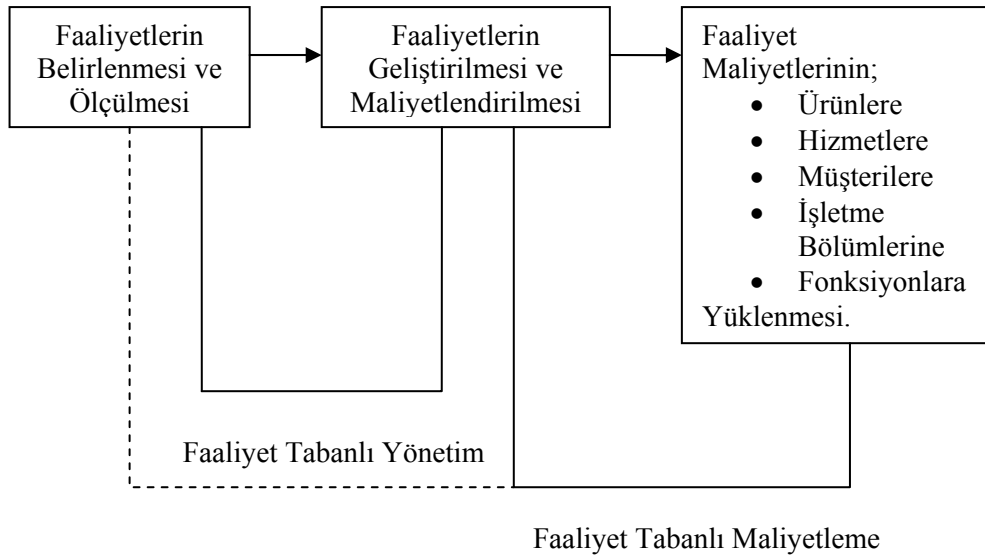 Faaliyetlerin
Belirlenmesi ve
Ölçülmesi
Faaliyetlerin
Geliştirilmesi ve
Maliyetlendirilmesi
Faaliyet
Maliyetlerinin;
• Ürünlere
• Hizmetlere
• Müşterilere
• İşletme
Bölümlerine
• Fonksiyonlara
Yüklenmesi.
Faaliyet Tabanlı Yönetim
Faaliyet Tabanlı Maliyetleme